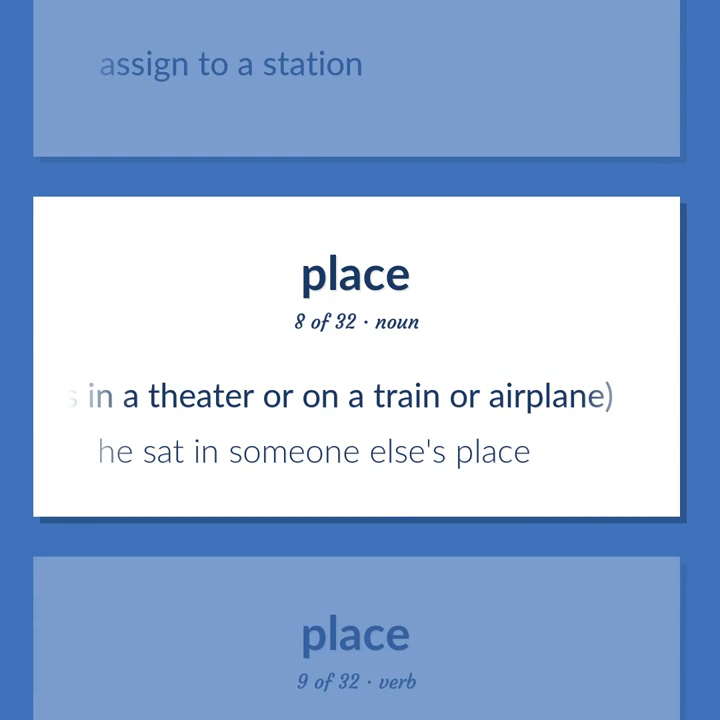 assign to a station
place
8 of 32 · noun
s in a theater or on a train or airplane)
he sat in someone else's place
place
9 of 32 · verb